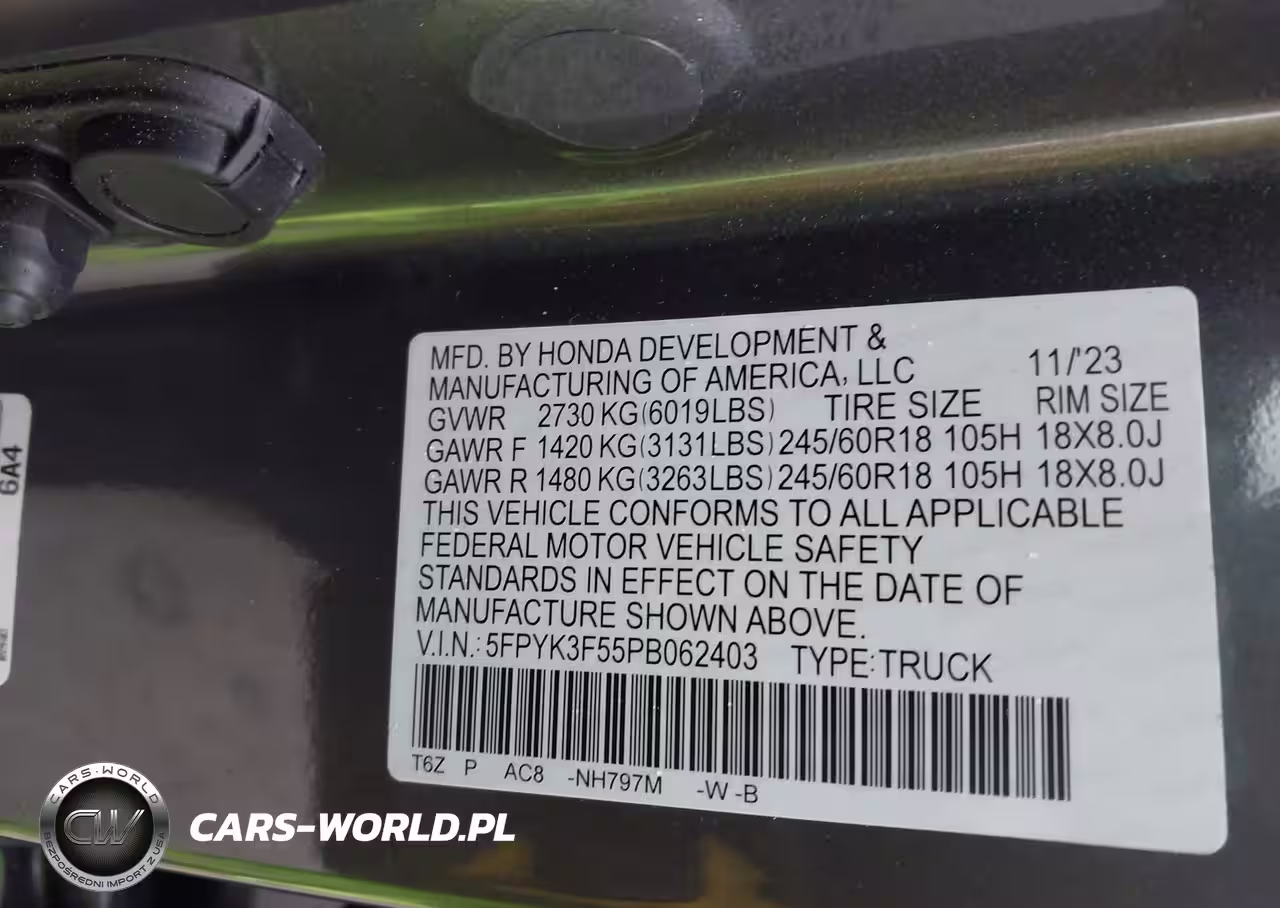 MFD. BY HONDA DEVELOPMENT &
MANUFACTURING OF AMERICA, LLC 11/'23
GVWR 2730 KG(6019LBS) TIRE SIZE RIM SIZE
GAWR F 1420 KG(3131LBS) 245/60R18 105H 18X8.0J
GAWR R 1480 KG(3263LBS) 245/60R18 105H 18X8.0J
THIS VEHICLE CONFORMS TO ALL APPLICABLE
FEDERAL MOTOR VEHICLE SAFETY
STANDARDS IN EFFECT ON THE DATE OF
MANUFACTURE SHOWN ABOVE.
V.I.N.: 5FPYK3F55PB062403 TYPE:TRUCK
T6Z P AC8 -NH797M -W -B
6A4
CARS-WORLD
CW
BEZPOŚREDNI IMPORT Z USA
CARS-WORLD.PL